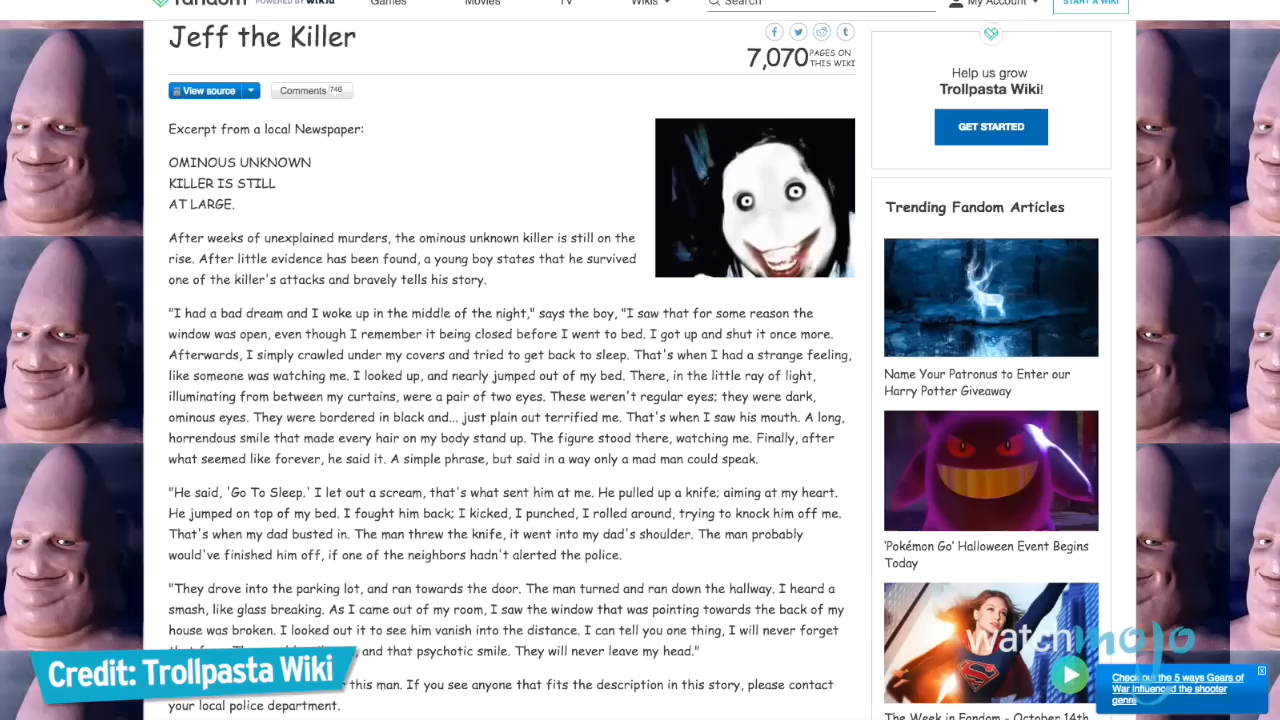 fandom POWERED BY wikia Games Movies TV Wikis Search My Account START A WIKI
Jeff the Killer
7,070 PAGES ON THIS WIKI
View source
Comments 746
Excerpt from a local Newspaper:
OMINOUS UNKNOWN
KILLER IS STILL
AT LARGE.
After weeks of unexplained murders, the ominous unknown killer is still on the
rise. After little evidence has been found, a young boy states that he survived
one of the killer's attacks and bravely tells his story.
"I had a bad dream and I woke up in the middle of the night," says the boy, "I saw that for some reason the
window was open, even though I remember it being closed before I went to bed. I got up and shut it once more.
Afterwards, I simply crawled under my covers and tried to get back to sleep. That's when I had a strange feeling,
like someone was watching me. I looked up, and nearly jumped out of my bed. There, in the little ray of light,
illuminating from between my curtains, were a pair of two eyes. These weren't regular eyes; they were dark,
ominous eyes. They were bordered in black and... just plain out terrified me. That's when I saw his mouth. A long,
horrendous smile that made every hair on my body stand up. The figure stood there, watching me. Finally, after
what seemed like forever, he said it. A simple phrase, but said in a way only a mad man could speak.
"He said, 'Go To Sleep.' I let out a scream, that's what sent him at me. He pulled up a knife; aiming at my heart.
He jumped on top of my bed. I fought him back; I kicked, I punched, I rolled around, trying to knock him off me.
That's when my dad busted in. The man threw the knife, it went into my dad's shoulder. The man probably
would've finished him off, if one of the neighbors hadn't alerted the police.
"They drove into the parking lot, and ran towards the door. The man turned and ran down the hallway. I heard a
smash, like glass breaking. As I came out of my room, I saw the window that was pointing towards the back of my
house was broken. I looked out it to see him vanish into the distance. I can tell you one thing, I will never forget
and that psychotic smile. They will never leave my head."
this man. If you see anyone that fits the description in this story, please contact
your local police department.
Credit: Trollpasta Wiki
Help us grow
Trollpasta Wiki!
GET STARTED
Trending Fandom Articles
Name Your Patronus to Enter our
Harry Potter Giveaway
'Pokémon Go' Halloween Event Begins
Today
The Week in Fandom - October 14th
watchmojo
Check out the 5 ways Gears of
War influenced the shooter
genre